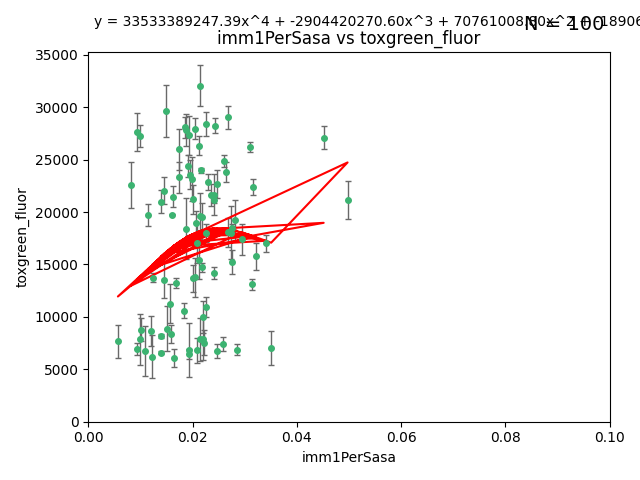 y = 33533389247.39x^4 + -2904420270.60x^3 +
N = 100
imm1PerSasa vs toxgreen_fluor
35000
30000
25000
20000
15000
10000
5000
0
toxgreen_fluor
0.00 0.02 0.04 0.06 0.08 0.10
imm1PerSasa